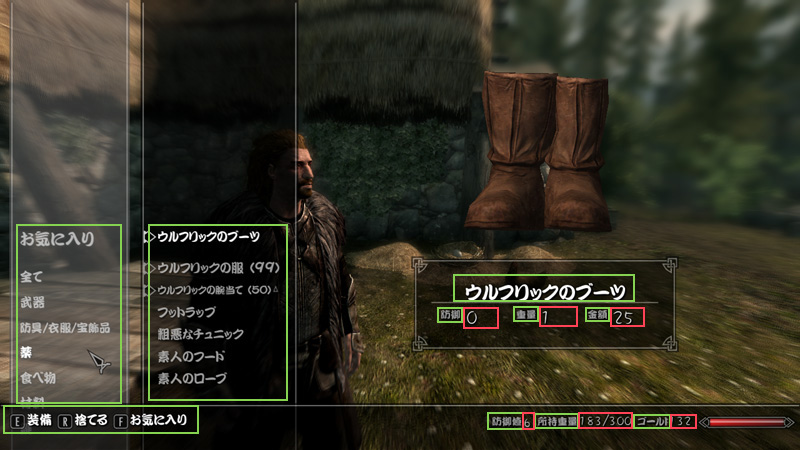 お気に入り
全て
武器
防具/衣服/宝飾品
薬
食べ物
材料
ウルフリックのブーツ
ウルフリックの服 (99)
ウルフリックの腕当て (50)
フットラップ
粗悪なチュニック
素人のフード
素人のローブ
ウルフリックのブーツ
防御 0 重量 1 金額 25
E 装備 R 捨てる F お気に入り
防御値 6 所持重量 183/300 ゴールド 132